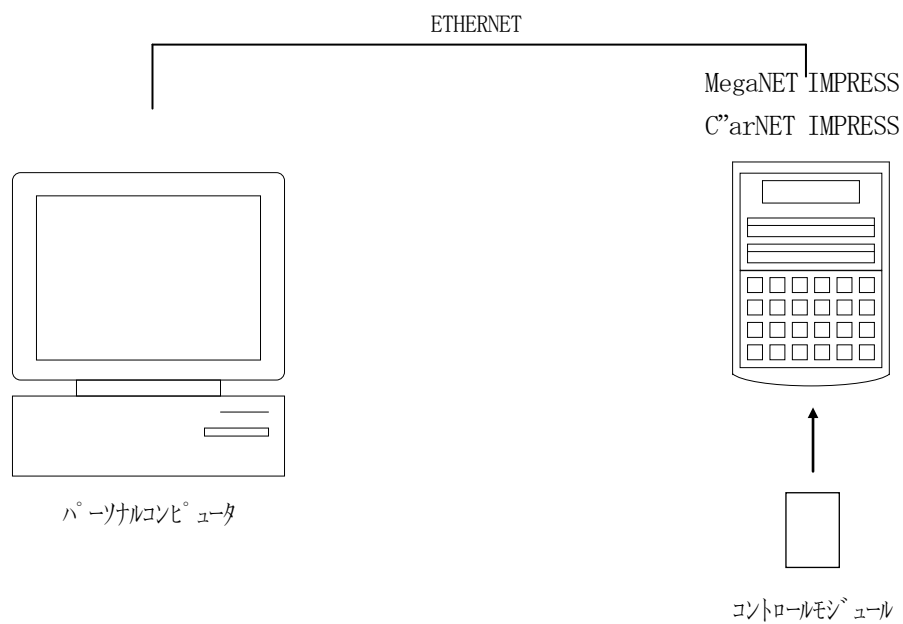 ETHERNET
MegaNET IMPRESS
C”arNET IMPRESS
ﾊﾟｰｿﾅﾙｺﾝﾋﾟｭｰﾀ
ｺﾝﾄﾛｰﾙﾓｼﾞｭｰﾙ